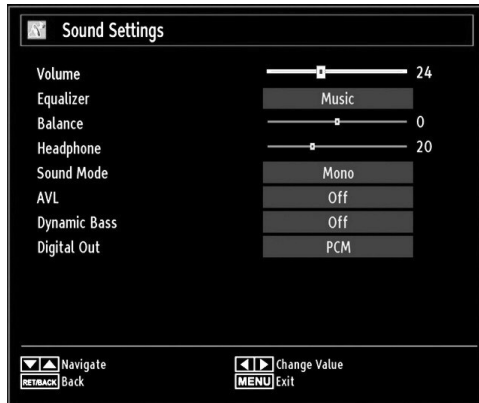 Sound Settings
Volume 24
Equalizer Music
Balance 0
Headphone 20
Sound Mode Mono
AVL Off
Dynamic Bass Off
Digital Out PCM
Navigate Change Value
RET/BACK Back MENU Exit